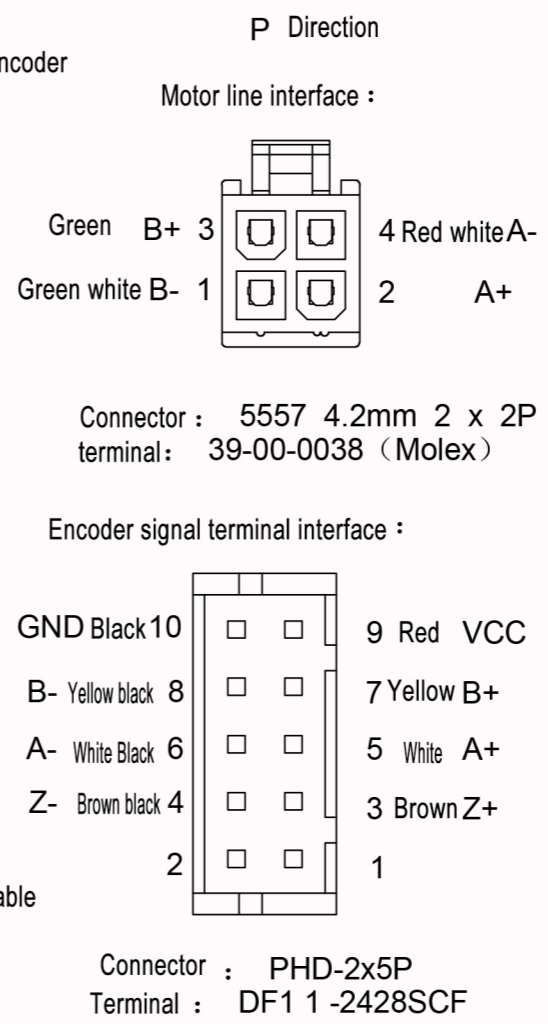 P Direction
ncoder
Motor line interface：
Green B+ 3 4 Red white A-
Green white B- 1 2 A+
Connector： 5557 4.2mm 2 x 2P
terminal： 39-00-0038（Molex）
Encoder signal terminal interface：
GND Black 10 9 Red VCC
B- Yellow black 8 7 Yellow B+
A- White Black 6 5 White A+
Z- Brown black 4 3 Brown Z+
2 1
able
Connector ： PHD-2x5P
Terminal ： DF1 1 -2428SCF